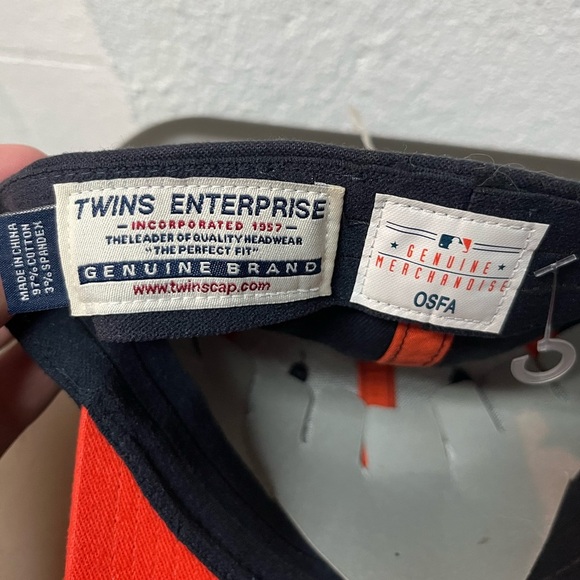 MADE IN CHINA
97% COTTON
3% SPANDEX
TWINS ENTERPRISE
INCORPORATED 1957
THE LEADER OF QUALITY HEADWEAR
"THE PERFECT FIT"
GENUINE BRAND
www.twinscap.com
GENUINE
MERCHANDISE
OSFA